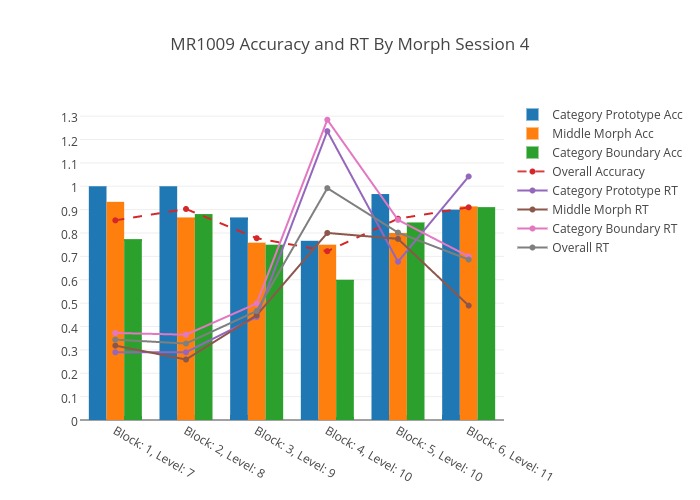 MR1009 Accuracy and RT By Morph Session 4
1.3
1.2
1.1
1
0.9
0.8
0.7
0.6
0.5
0.4
0.3
0.2
0.1
0
Block: 1, Level: 7
Block: 2, Level: 8
Block: 3, Level: 9
Block: 4, Level: 10
Block: 5, Level: 10
Block: 6, Level: 11
Category Prototype Acc
Middle Morph Acc
Category Boundary Acc
Overall Accuracy
Category Prototype RT
Middle Morph RT
Category Boundary RT
Overall RT